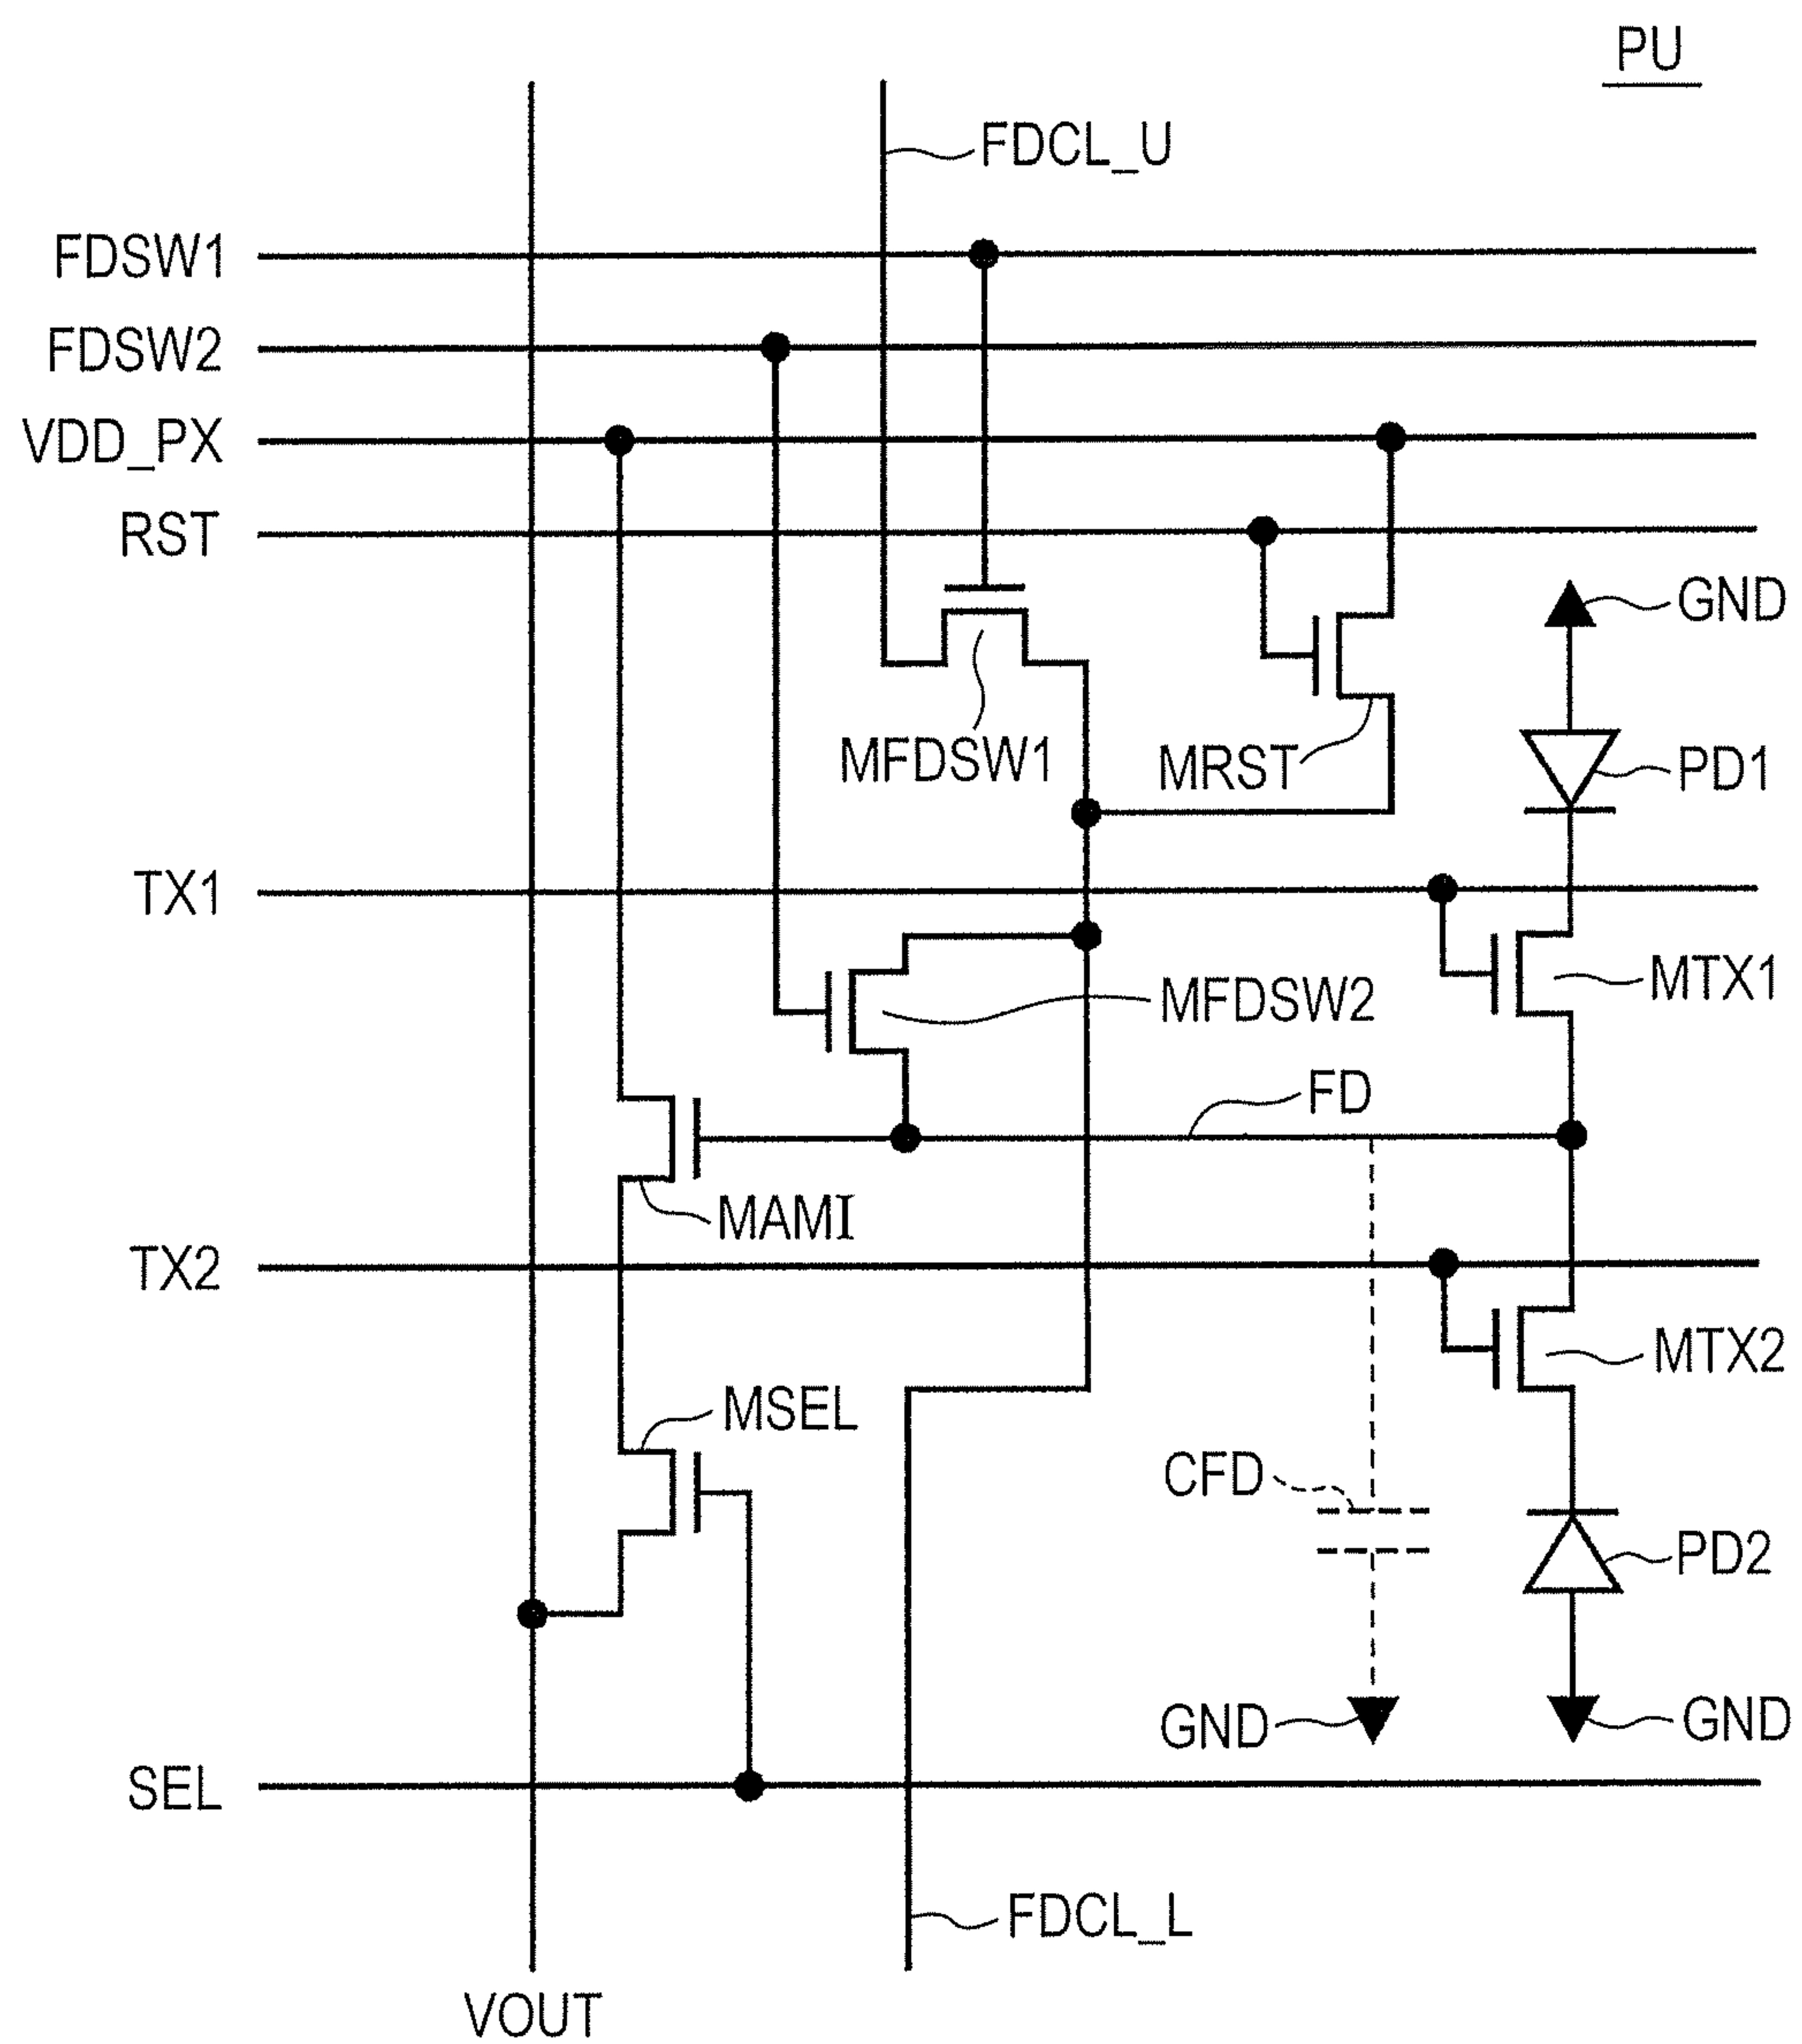 PU
FDCL_U
FDSW1
FDSW2
VDD_PX
RST
GND
MFDSW1
MRST
PD1
TX1
MTX1
MFDSW2
FD
MAMI
TX2
MTX2
MSEL
CFD
PD2
GND
GND
SEL
FDCL_L
VOUT